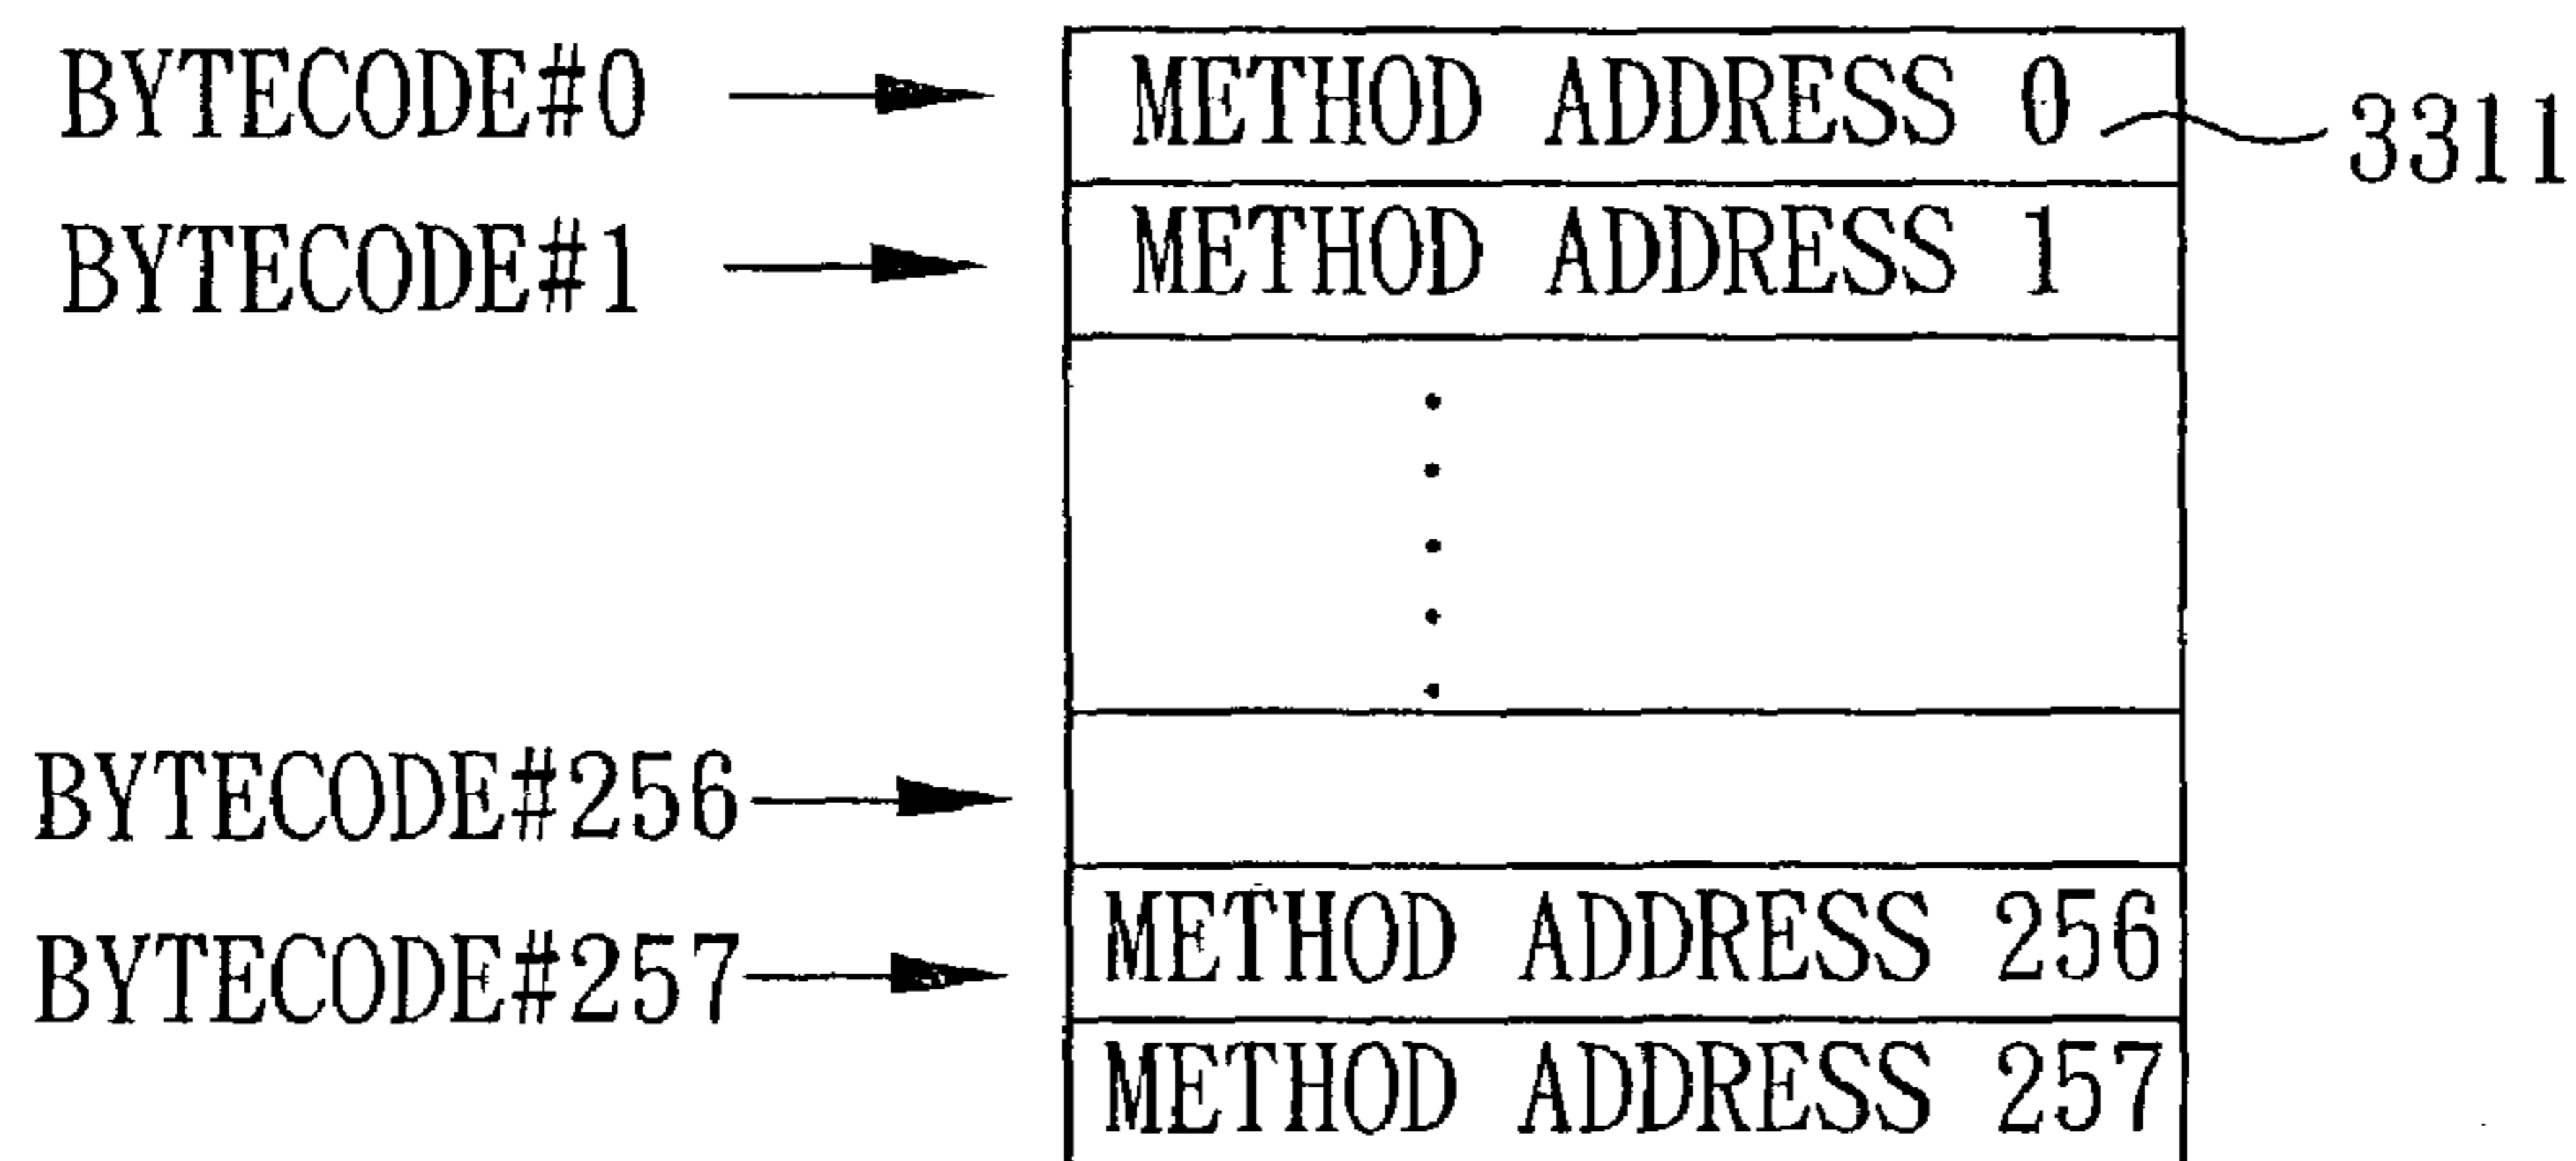 BYTECODE#0 METHOD ADDRESS 0 3311
BYTECODE#1 METHOD ADDRESS 1
BYTECODE#256
BYTECODE#257 METHOD ADDRESS 256
METHOD ADDRESS 257